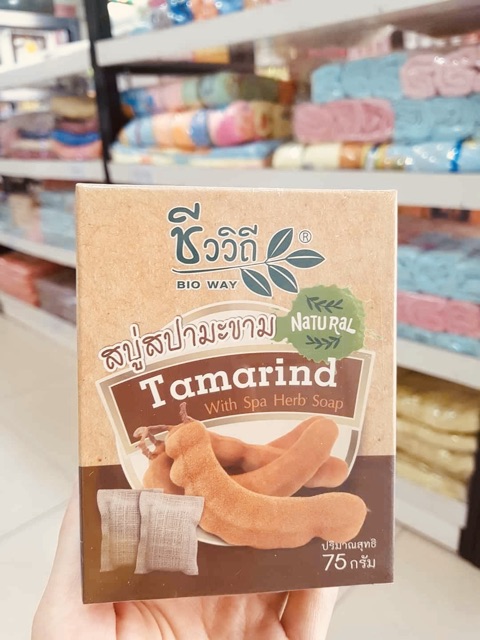 ชีววิถี ®
BIO WAY
NATURAL
สบู่สปามะขาม
Tamarind
With Spa Herb Soap
ปริมาณสุทธิ
75 กรัม